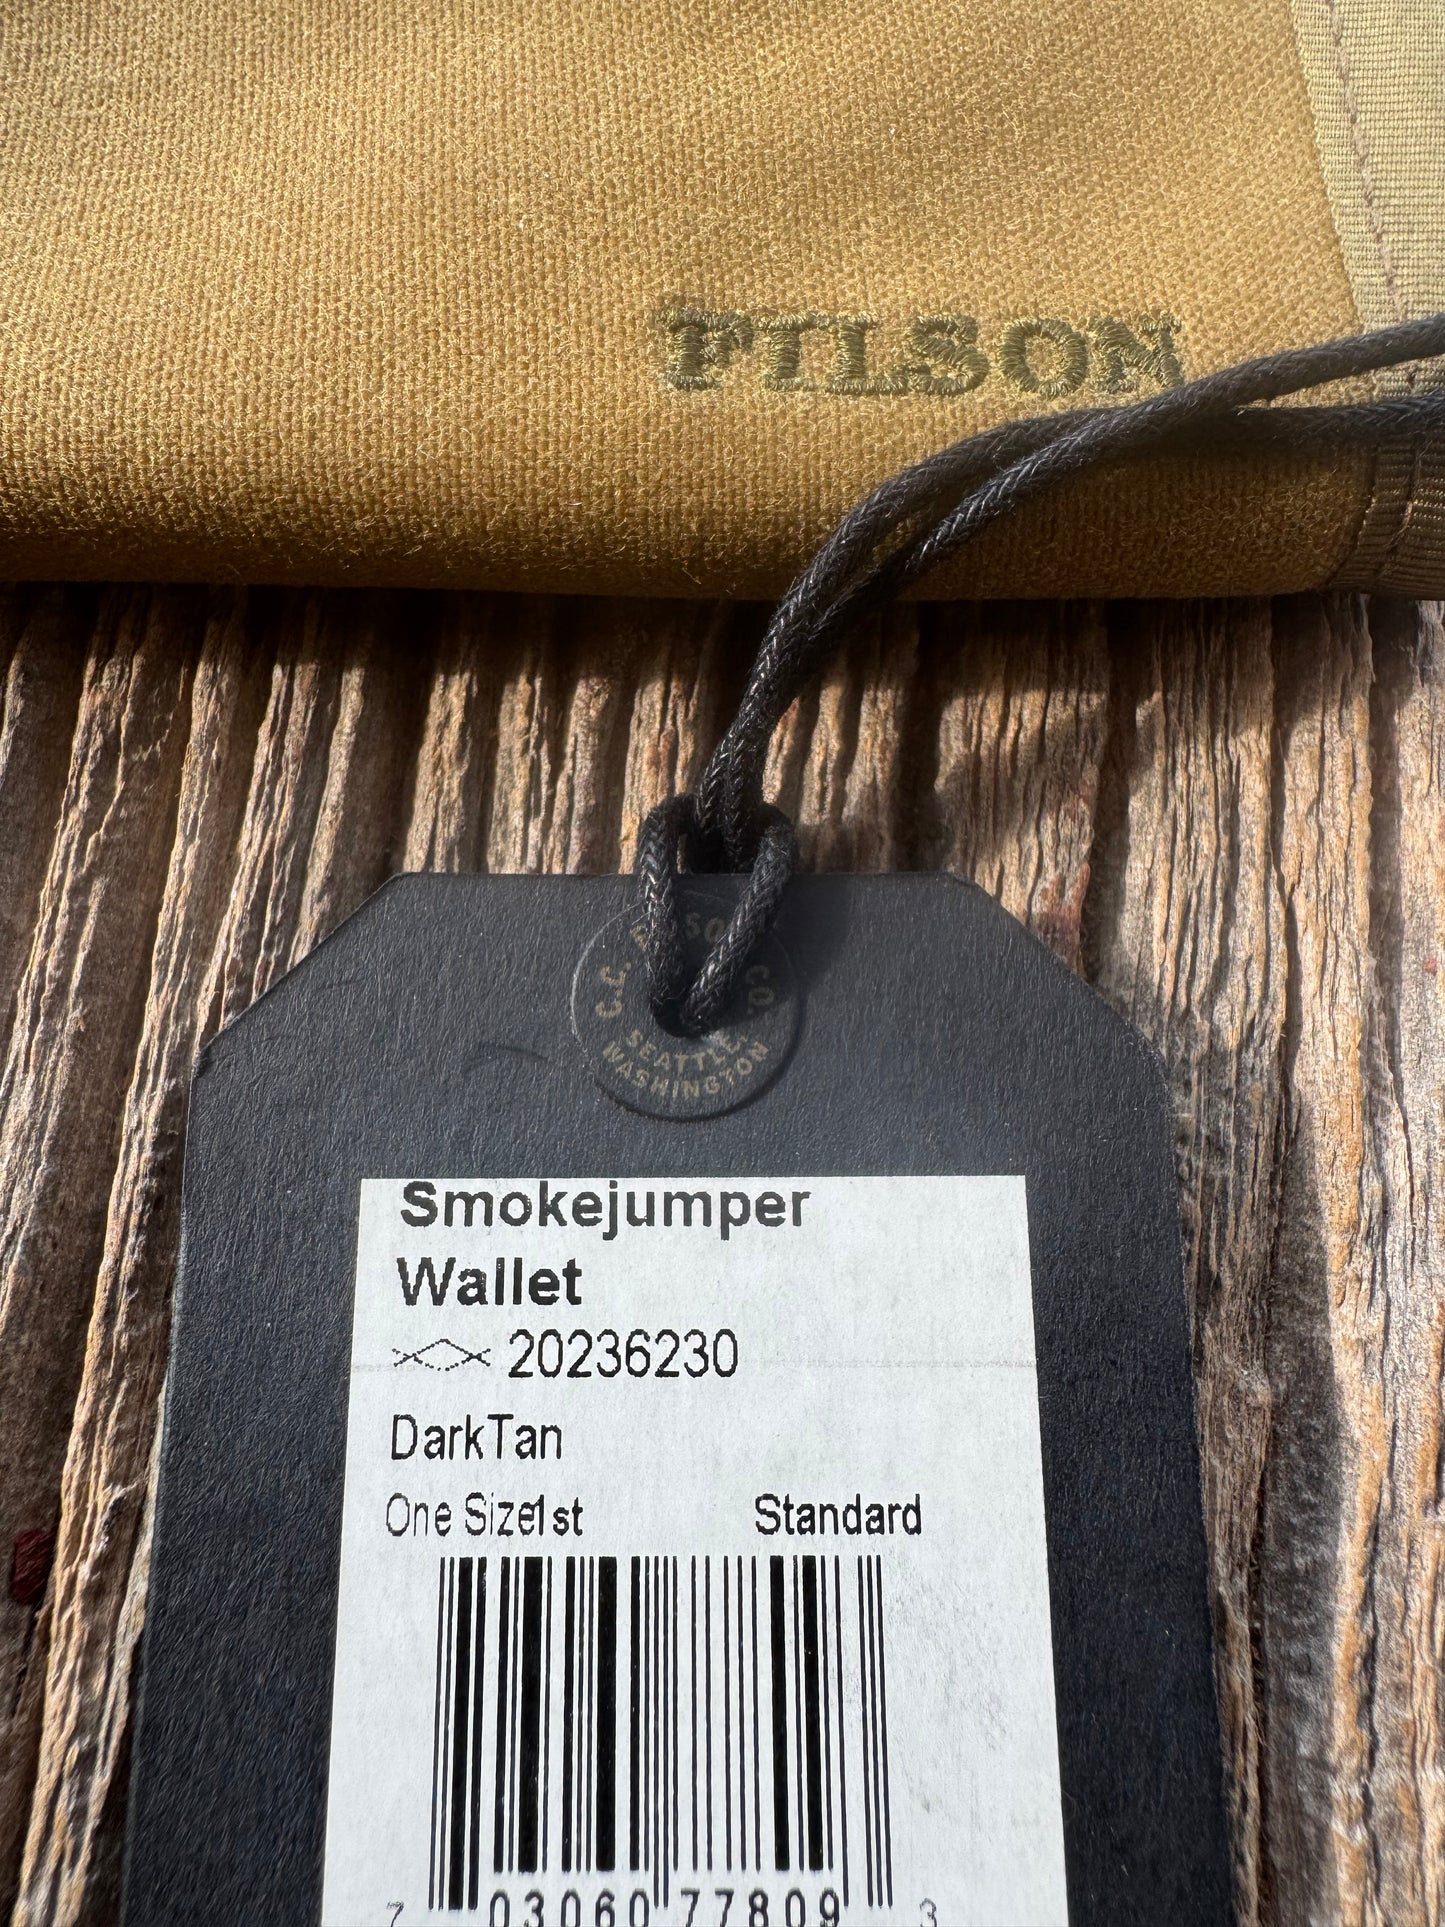 FILSON
C.C. FILSON CO.
SEATTLE,
WASHINGTON
Smokejumper
Wallet
20236230
DarkTan
One Size1st Standard
7 03060 77809 3